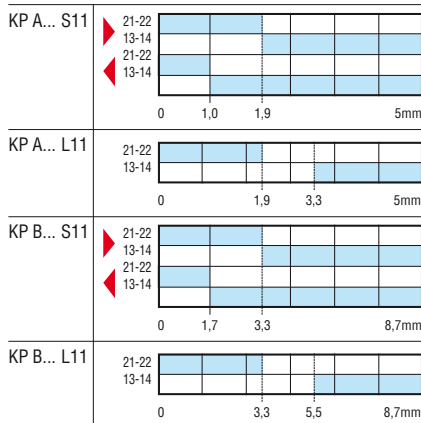 KP A... S11
21-22
13-14
21-22
13-14
0 1,0 1,9 5mm
KP A... L11
21-22
13-14
0 1,9 3,3 5mm
KP B... S11
21-22
13-14
21-22
13-14
0 1,7 3,3 8,7mm
KP B... L11
21-22
13-14
0 3,3 5,5 8,7mm